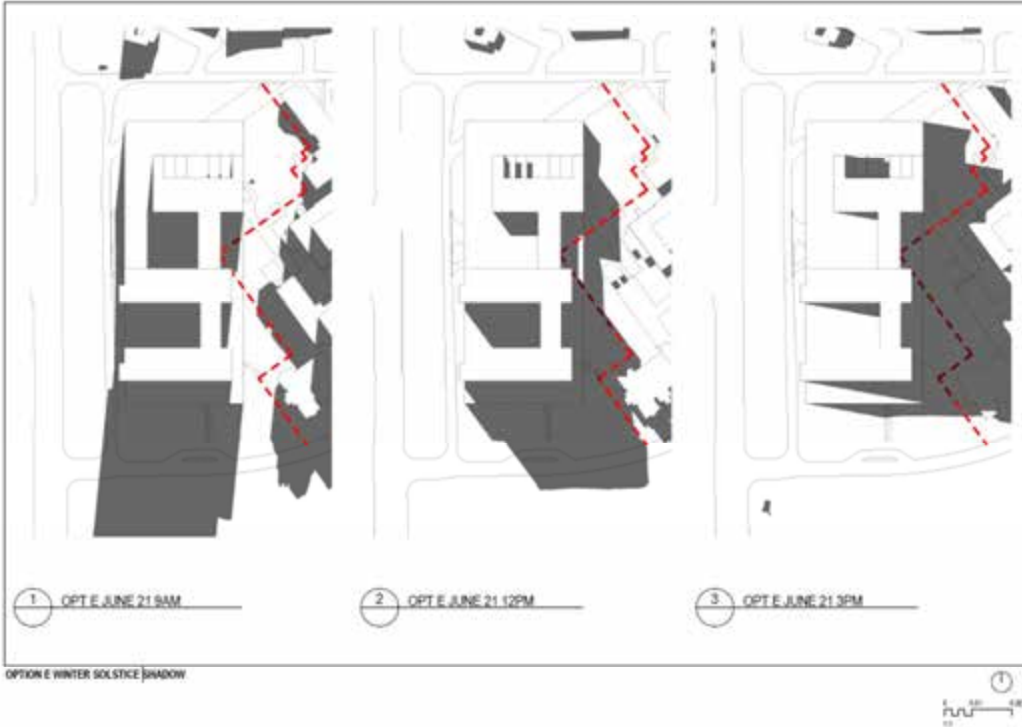 1 OPT E JUNE 21 9AM
2 OPT E JUNE 21 12PM
3 OPT E JUNE 21 3PM
OPTION E WINTER SOLSTICE SHADOW